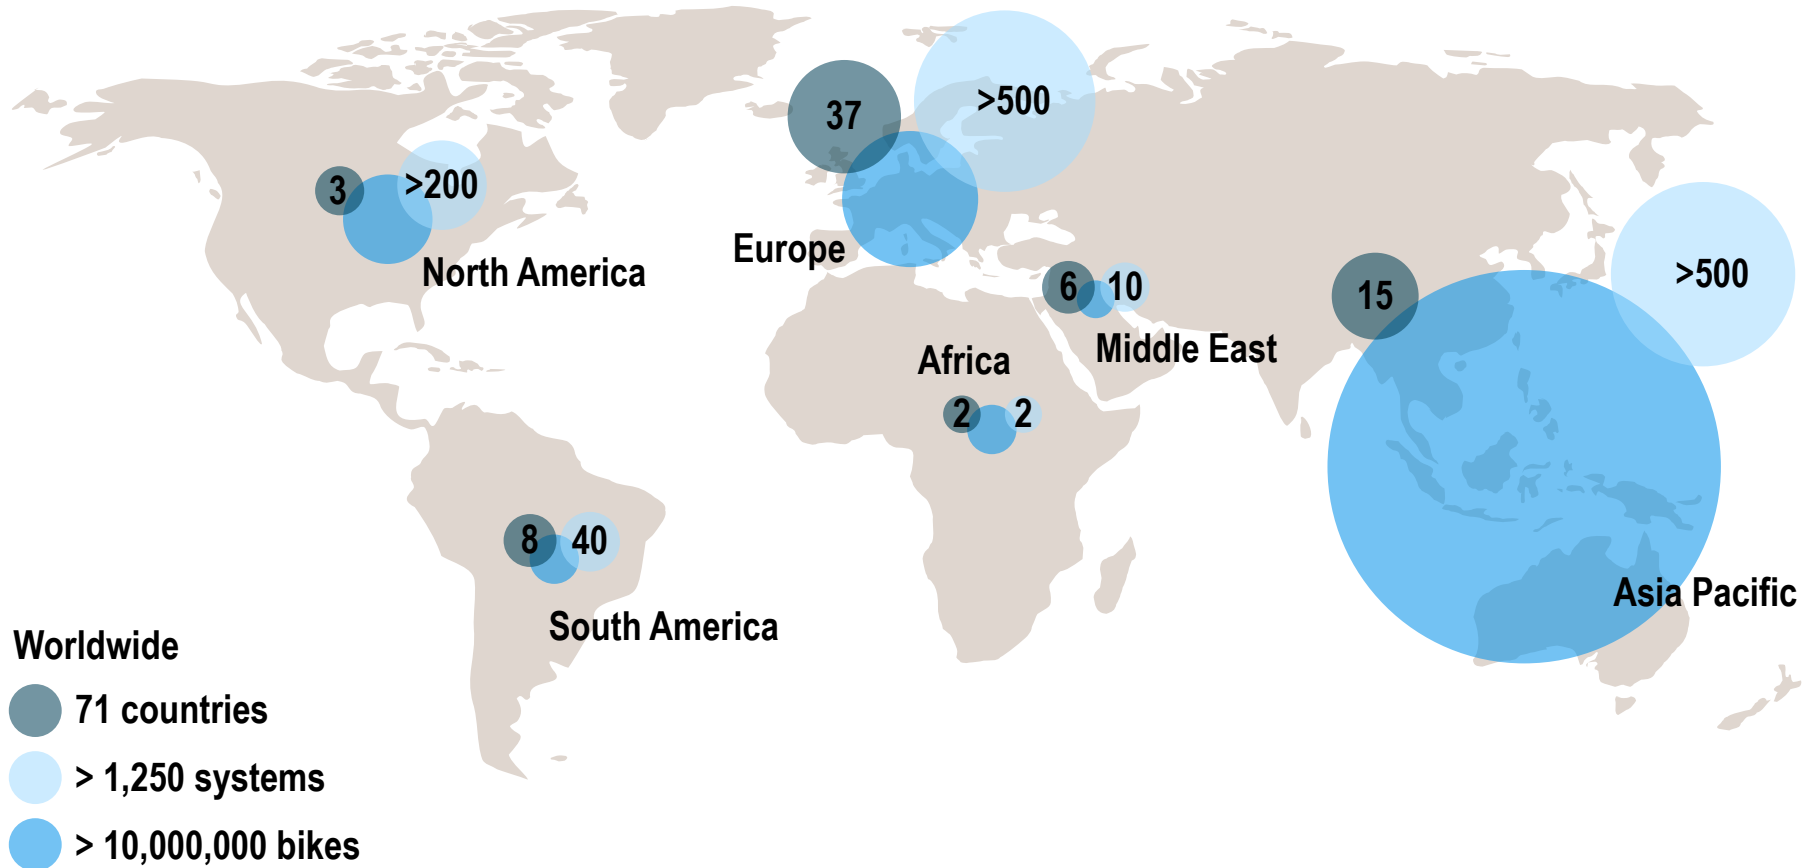 37
>500
3
>200
Europe
North America
6
10
15
>500
Middle East
Africa
2
2
8
40
Asia Pacific
South America
Worldwide
71 countries
> 1,250 systems
> 10,000,000 bikes